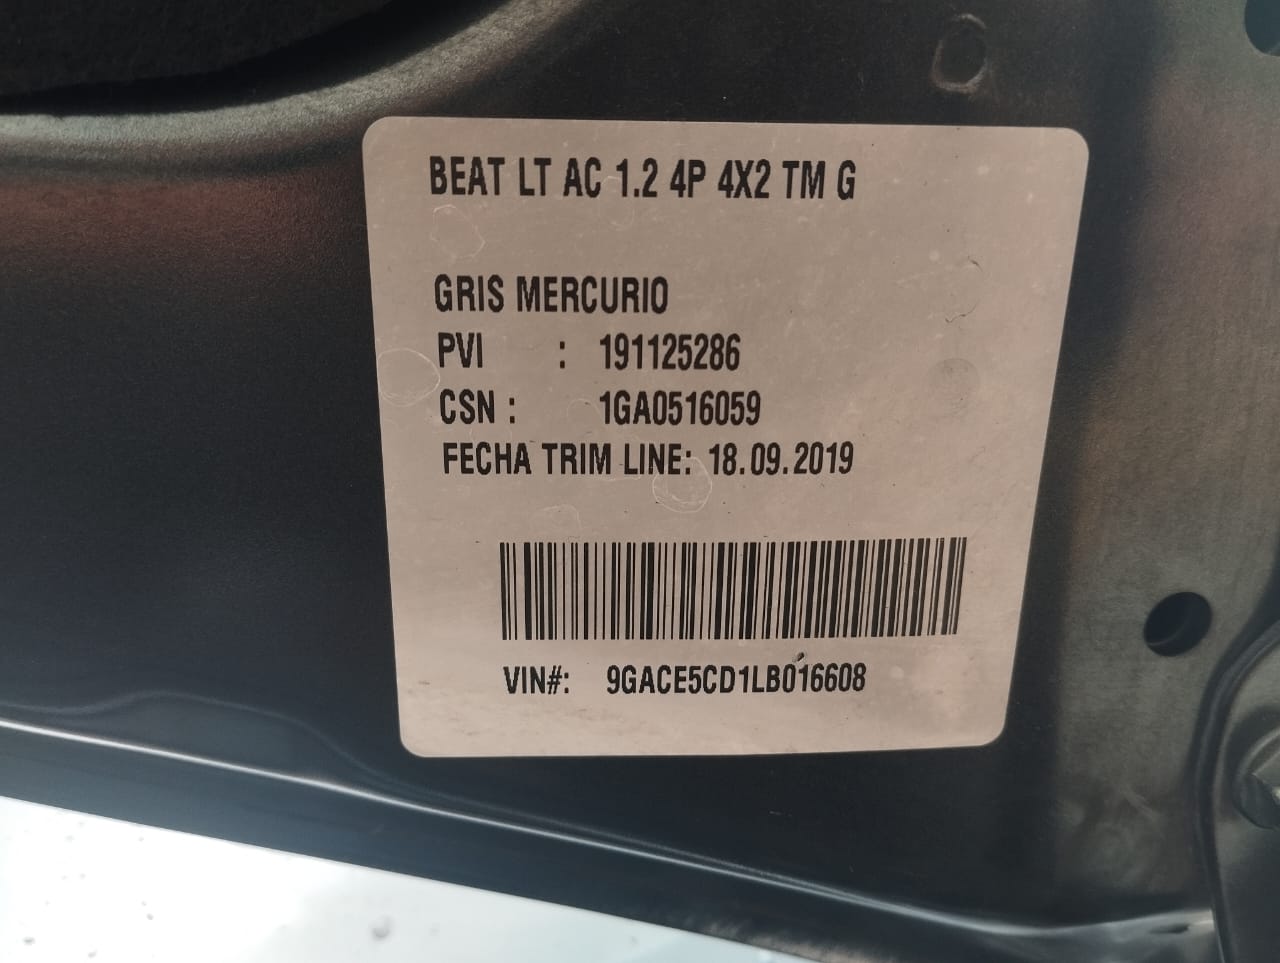 BEAT LT AC 1.2 4P 4X2 TM G
GRIS MERCURIO
PVI : 191125286
CSN : 1GA0516059
FECHA TRIM LINE: 18.09.2019
VIN#: 9GACE5CD1LB016608